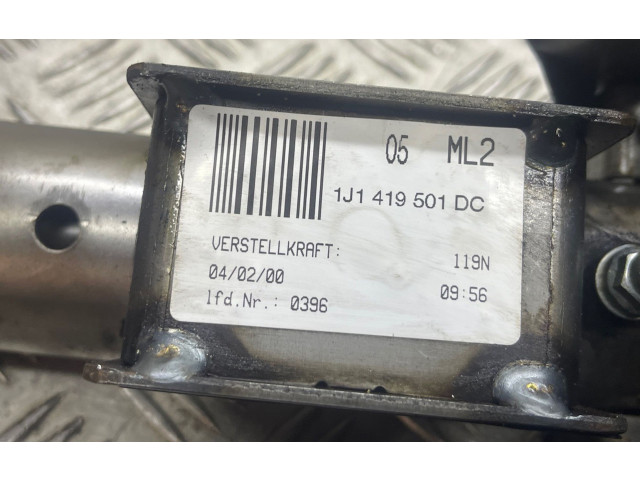 05 ML2
1J1 419 501 DC
VERSTELLKRAFT: 119N
04/02/00 09:56
lfd.Nr.: 0396